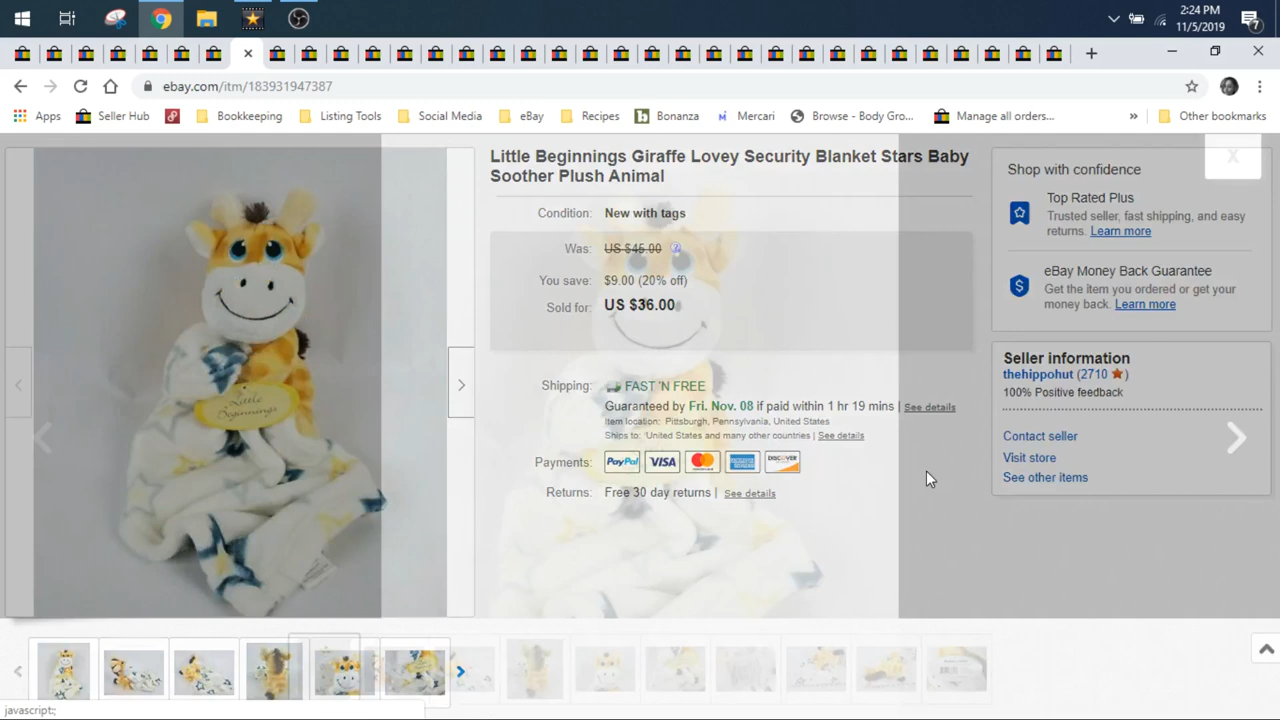 2:24 PM
11/5/2019
7
ebay.com/itm/183931947387
Apps
Seller Hub
Bookkeeping
Listing Tools
Social Media
eBay
Recipes
Bonanza
Mercari
Browse - Body Gro...
Manage all orders...
»
Other bookmarks
Little Beginnings Giraffe Lovey Security Blanket Stars Baby
Soother Plush Animal
Condition: New with tags
Was: US $45.00
You save: $9.00 (20% off)
Sold for: US $36.00
Shipping: FAST 'N FREE
Guaranteed by Fri. Nov. 08 if paid within 1 hr 19 mins | See details
Item location: Pittsburgh, Pennsylvania, United States
Ships to: United States and many other countries | See details
Payments: PayPal VISA MasterCard AMERICAN EXPRESS DISCOVER
Returns: Free 30 day returns | See details
Little
Beginnings
X
Shop with confidence
Top Rated Plus
Trusted seller, fast shipping, and easy
returns. Learn more
eBay Money Back Guarantee
Get the item you ordered or get your
money back. Learn more
Seller information
thehippohut (2710 )
100% Positive feedback
Contact seller
Visit store
See other items
javascript:;